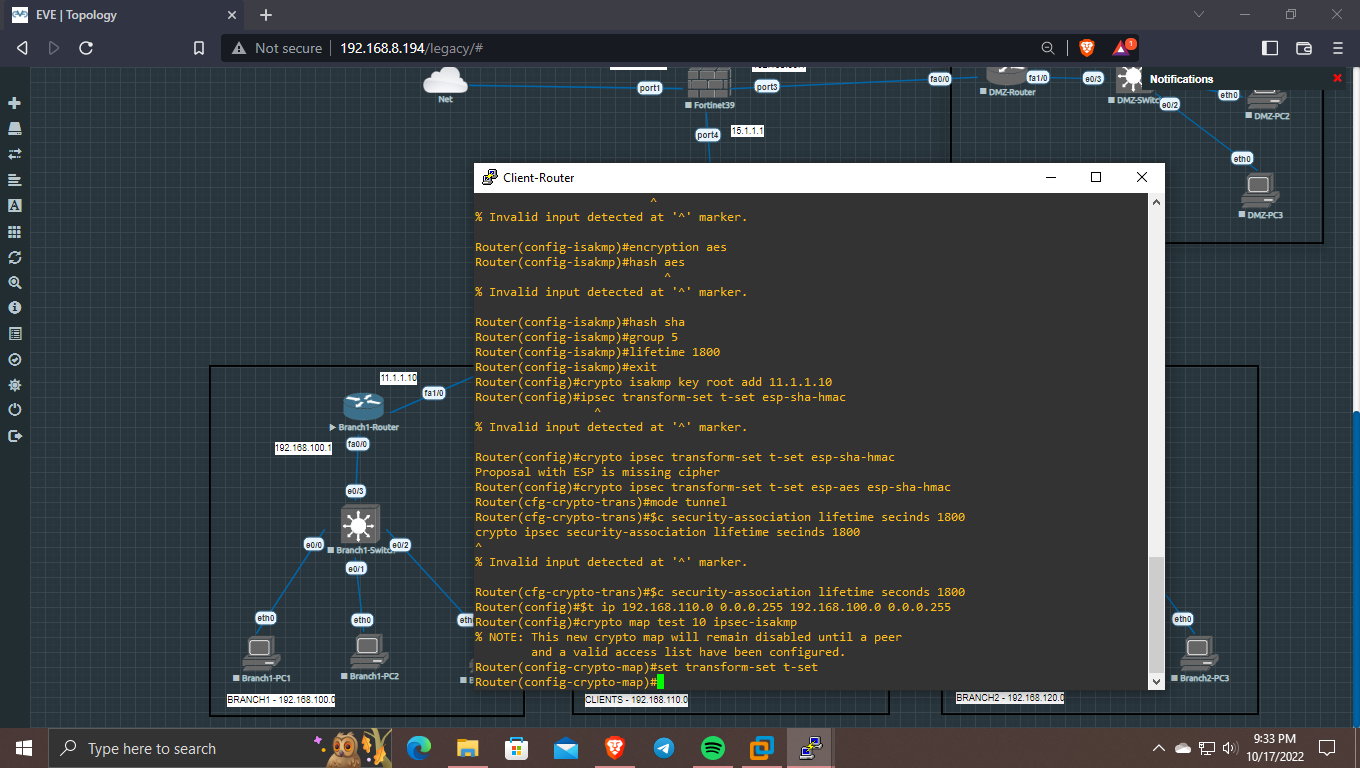 EVE | Topology
Not secure
192.168.8.194/legacy/#
1
Notifications
Net
port1
Fortinet39
port3
fa0/0
DMZ-Router
fa1/0
e0/3
e0/2
eth0
DMZ-PC2
port4
15.1.1.1
eth0
DMZ-PC3
Client-Router
^
% Invalid input detected at '^' marker.
Router(config-isakmp)#encryption aes
Router(config-isakmp)#hash aes
^
% Invalid input detected at '^' marker.
Router(config-isakmp)#hash sha
Router(config-isakmp)#group 5
Router(config-isakmp)#lifetime 1800
Router(config-isakmp)#exit
Router(config)#crypto isakmp key root add 11.1.1.10
Router(config)#ipsec transform-set t-set esp-sha-hmac
^
% Invalid input detected at '^' marker.
Router(config)#crypto ipsec transform-set t-set esp-sha-hmac
Proposal with ESP is missing cipher
Router(config)#crypto ipsec transform-set t-set esp-aes esp-sha-hmac
Router(cfg-crypto-trans)#mode tunnel
Router(cfg-crypto-trans)#$c security-association lifetime secinds 1800
crypto ipsec security-association lifetime secinds 1800
^
% Invalid input detected at '^' marker.
Router(cfg-crypto-trans)#$c security-association lifetime seconds 1800
Router(config)#$t ip 192.168.110.0 0.0.0.255 192.168.100.0 0.0.0.255
Router(config)#crypto map test 10 ipsec-isakmp
% NOTE: This new crypto map will remain disabled until a peer
and a valid access list have been configured.
Router(config-crypto-map)#set transform-set t-set
Router(config-crypto-map)#
11.1.1.10
fa1/0
Branch1-Router
192.168.100.1
fa0/0
e0/3
e0/0
Branch1-Switc
e0/2
e0/1
eth0
eth0
eth
Branch1-PC1
Branch1-PC2
BRANCH1 - 192.168.100.0
CLIENTS - 192.168.110.0
eth0
Branch2-PC3
BRANCH2 - 192.168.120.0
Type here to search
9:33 PM
10/17/2022